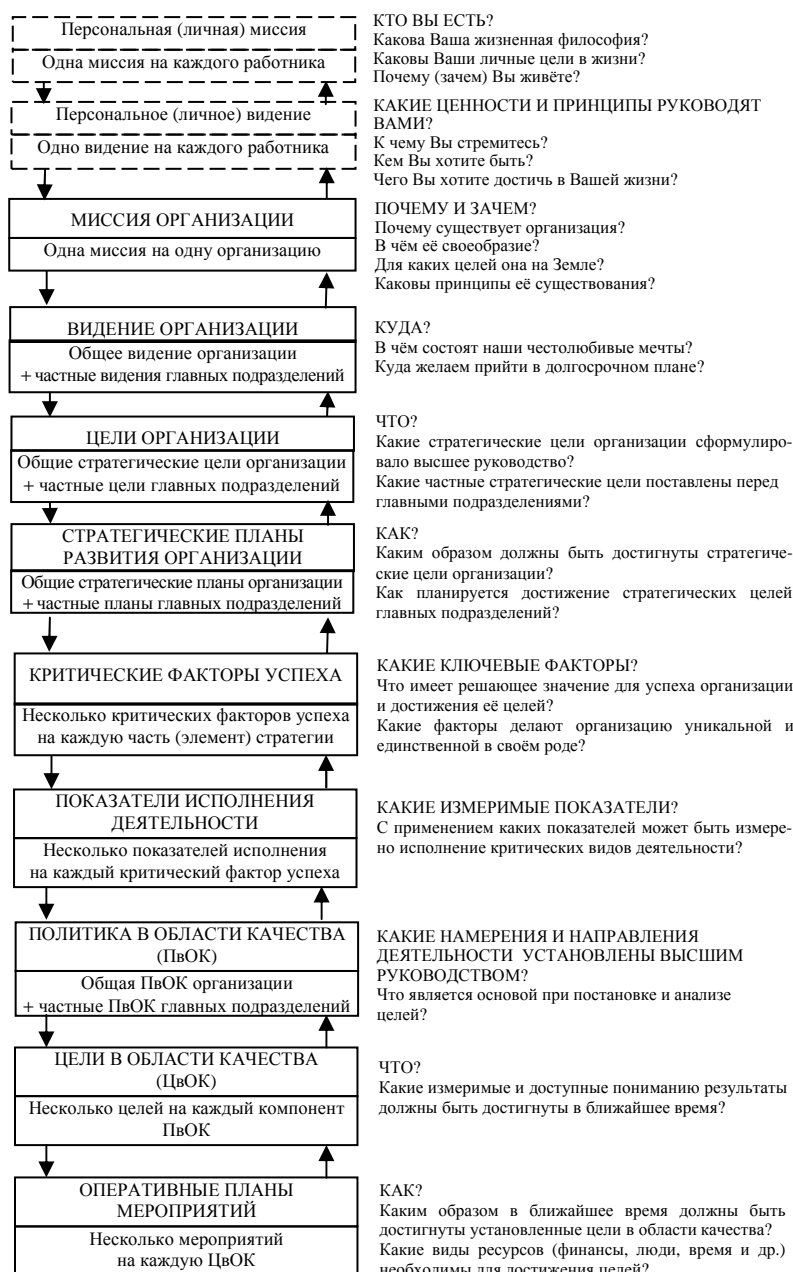 Персональная (личная) миссия
Одна миссия на каждого работника
КТО ВЫ ЕСТЬ?
Какова Ваша жизненная философия?
Каковы Ваши личные цели в жизни?
Почему (зачем) Вы живёте?
Персональное (личное) видение
Одно видение на каждого работника
КАКИЕ ЦЕННОСТИ И ПРИНЦИПЫ РУКОВОДЯТ
ВАМИ?
К чему Вы стремитесь?
Кем Вы хотите быть?
Чего Вы хотите достичь в Вашей жизни?
МИССИЯ ОРГАНИЗАЦИИ
Одна миссия на одну организацию
ПОЧЕМУ И ЗАЧЕМ?
Почему существует организация?
В чём её своеобразие?
Для каких целей она на Земле?
Каковы принципы её существования?
ВИДЕНИЕ ОРГАНИЗАЦИИ
Общее видение организации
+ частные видения главных подразделений
КУДА?
В чём состоят наши честолюбивые мечты?
Куда желаем прийти в долгосрочном плане?
ЦЕЛИ ОРГАНИЗАЦИИ
Общие стратегические цели организации
+ частные цели главных подразделений
ЧТО?
Какие стратегические цели организации сформулиро-
вало высшее руководство?
Какие частные стратегические цели поставлены перед
главными подразделениями?
СТРАТЕГИЧЕСКИЕ ПЛАНЫ
РАЗВИТИЯ ОРГАНИЗАЦИИ
Общие стратегические планы организации
+ частные планы главных подразделений
КАК?
Каким образом должны быть достигнуты стратегиче-
ские цели организации?
Как планируется достижение стратегических целей
главных подразделений?
КРИТИЧЕСКИЕ ФАКТОРЫ УСПЕХА
Несколько критических факторов успеха
на каждую часть (элемент) стратегии
КАКИЕ КЛЮЧЕВЫЕ ФАКТОРЫ?
Что имеет решающее значение для успеха организации
и достижения её целей?
Какие факторы делают организацию уникальной и
единственной в своём роде?
ПОКАЗАТЕЛИ ИСПОЛНЕНИЯ
ДЕЯТЕЛЬНОСТИ
Несколько показателей исполнения
на каждый критический фактор успеха
КАКИЕ ИЗМЕРИМЫЕ ПОКАЗАТЕЛИ?
С применением каких показателей может быть измере-
но исполнение критических видов деятельности?
ПОЛИТИКА В ОБЛАСТИ КАЧЕСТВА
(ПвОК)
Общая ПвОК организации
+ частные ПвОК главных подразделений
КАКИЕ НАМЕРЕНИЯ И НАПРАВЛЕНИЯ
ДЕЯТЕЛЬНОСТИ УСТАНОВЛЕНЫ ВЫСШИМ
РУКОВОДСТВОМ?
Что является основой при постановке и анализе
целей?
ЦЕЛИ В ОБЛАСТИ КАЧЕСТВА
(ЦвОК)
Несколько целей на каждый компонент
ПвОК
ЧТО?
Какие измеримые и доступные пониманию результаты
должны быть достигнуты в ближайшее время?
ОПЕРАТИВНЫЕ ПЛАНЫ
МЕРОПРИЯТИЙ
Несколько мероприятий
на каждую ЦвОК
КАК?
Каким образом в ближайшее время должны быть
достигнуты установленные цели в области качества?
Какие виды ресурсов (финансы, люди, время и др.)
необходимы для достижения целей?